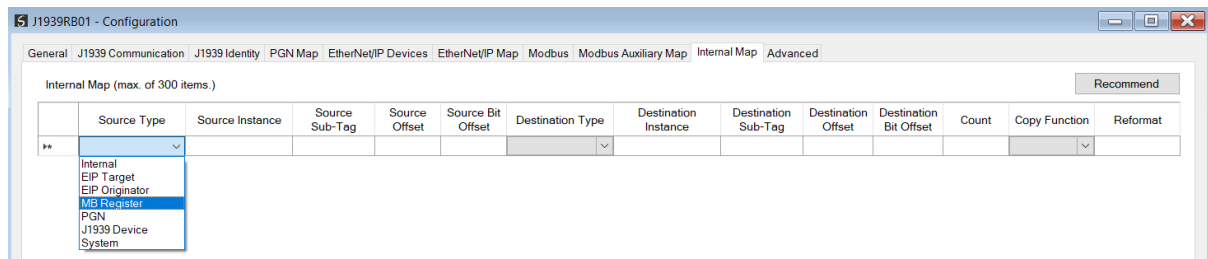 J1939RB01 - Configuration
General J1939 Communication J1939 Identity PGN Map EtherNet/IP Devices EtherNet/IP Map Modbus Modbus Auxiliary Map Internal Map Advanced
Internal Map (max. of 300 items.)
Recommend
Source Type Source Instance Source Sub-Tag Source Offset Source Bit Offset Destination Type Destination Instance Destination Sub-Tag Destination Offset Destination Bit Offset Count Copy Function Reformat
Internal
EIP Target
EIP Originator
MB Register
PGN
J1939 Device
System